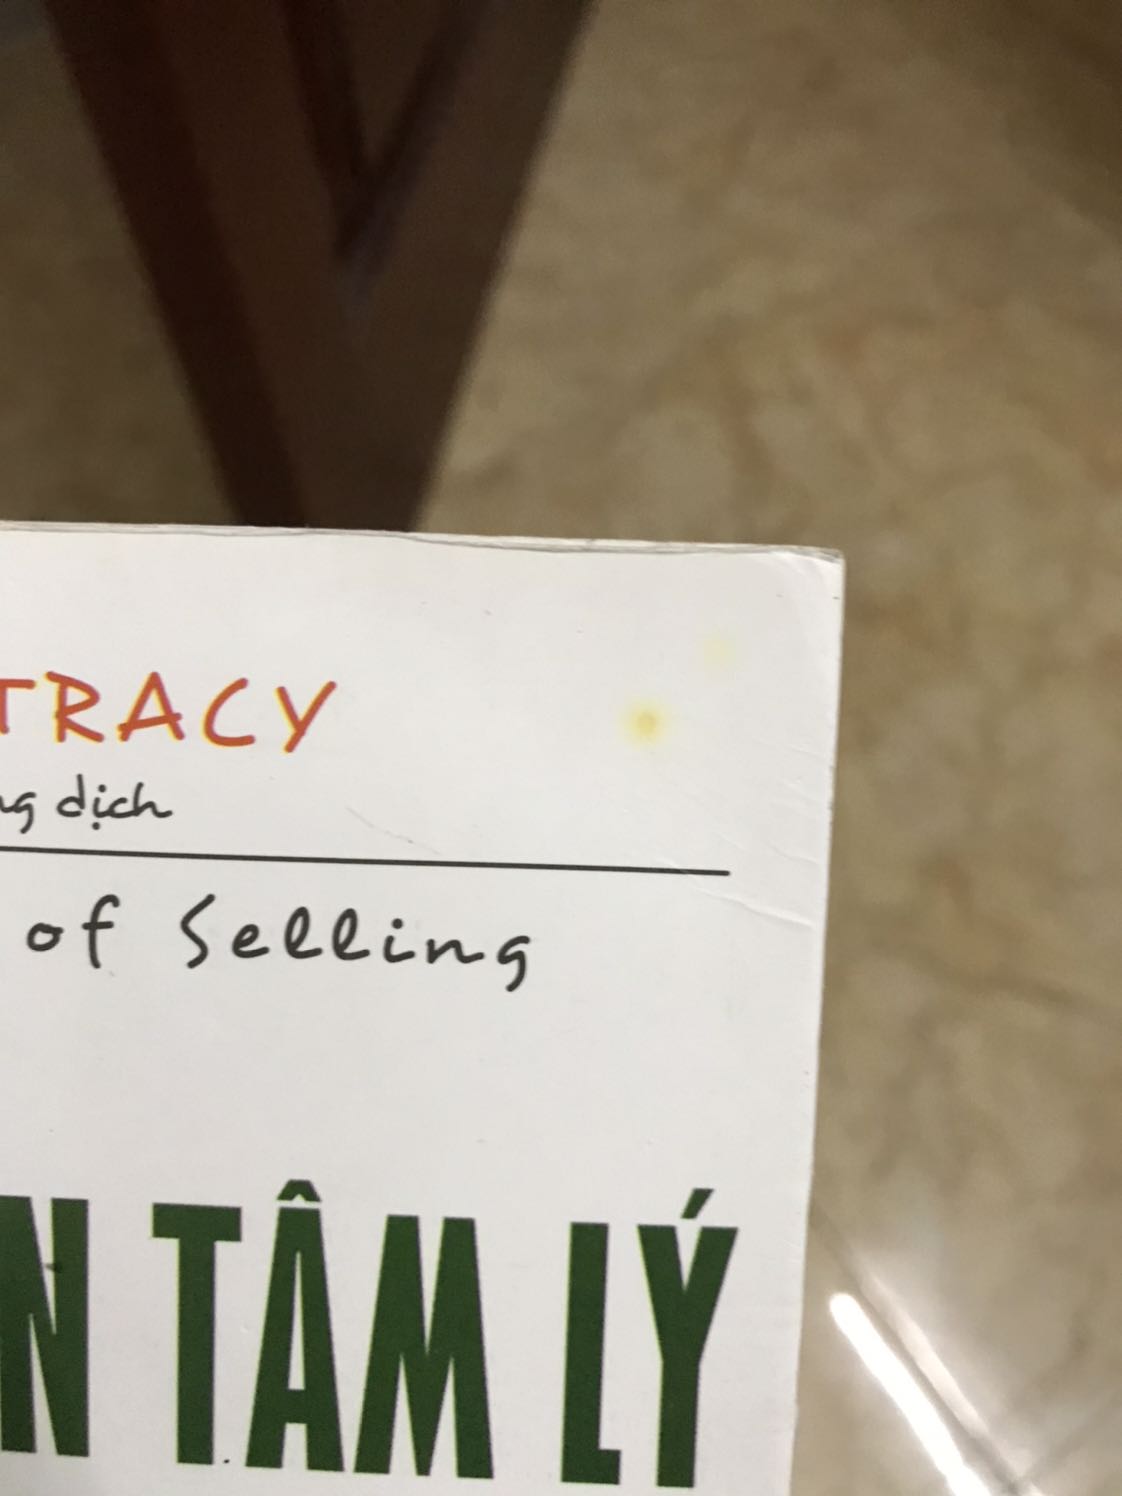 TRACY
dịch
of Selling
TÂM LÝ